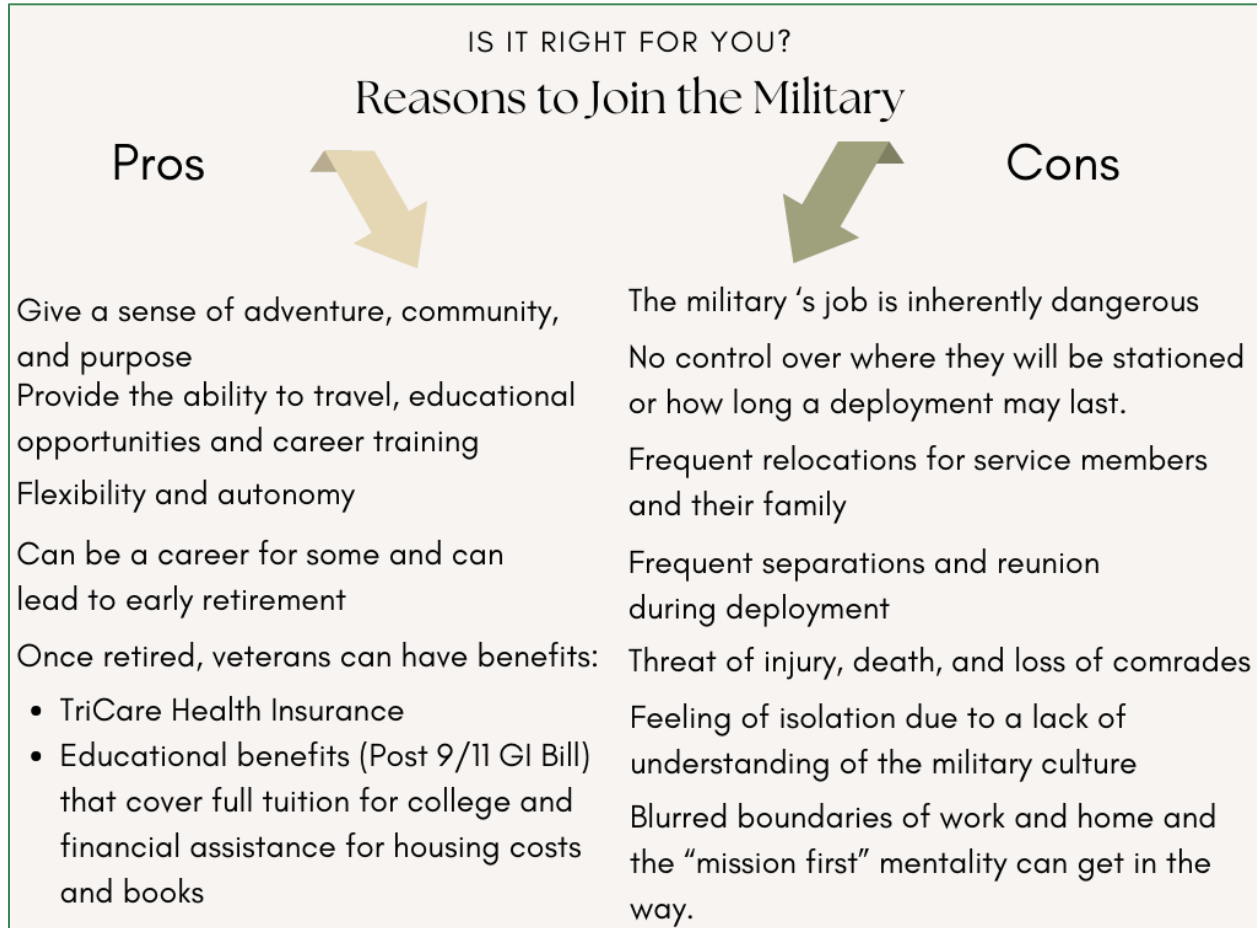 IS IT RIGHT FOR YOU?
Reasons to Join the Military
Pros
Give a sense of adventure, community,
and purpose
Provide the ability to travel, educational
opportunities and career training
Flexibility and autonomy
Can be a career for some and can
lead to early retirement
Once retired, veterans can have benefits:
• TriCare Health Insurance
• Educational benefits (Post 9/11 GI Bill)
that cover full tuition for college and
financial assistance for housing costs
and books
Cons
The military ‘s job is inherently dangerous
No control over where they will be stationed
or how long a deployment may last.
Frequent relocations for service members
and their family
Frequent separations and reunion
during deployment
Threat of injury, death, and loss of comrades
Feeling of isolation due to a lack of
understanding of the military culture
Blurred boundaries of work and home and
the “mission first” mentality can get in the
way.